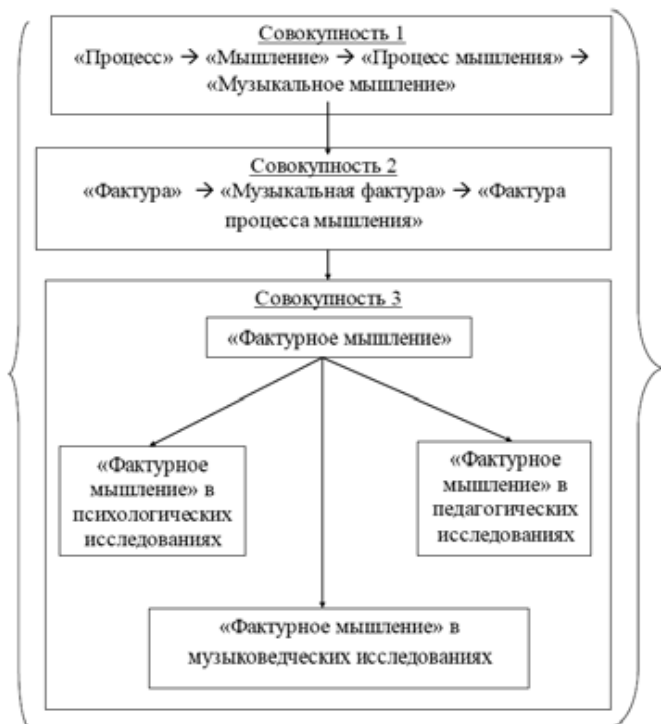 Совокупность 1
«Процесс» → «Мышление» → «Процесс мышления» →
«Музыкальное мышление»
Совокупность 2
«Фактура» → «Музыкальная фактура» → «Фактура
процесса мышления»
Совокупность 3
«Фактурное мышление»
«Фактурное
мышление» в
психологических
исследованиях
«Фактурное
мышление» в
педагогических
исследованиях
«Фактурное мышление» в
музыковедческих исследованиях